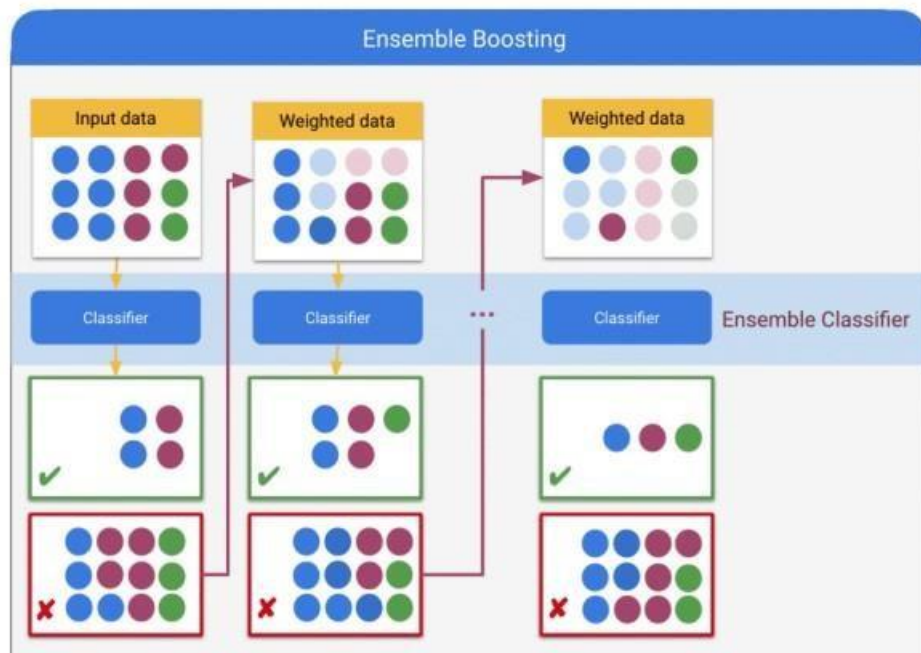 Ensemble Boosting
Input data
Weighted data
Weighted data
Classifier
Classifier
...
Classifier
Ensemble Classifier